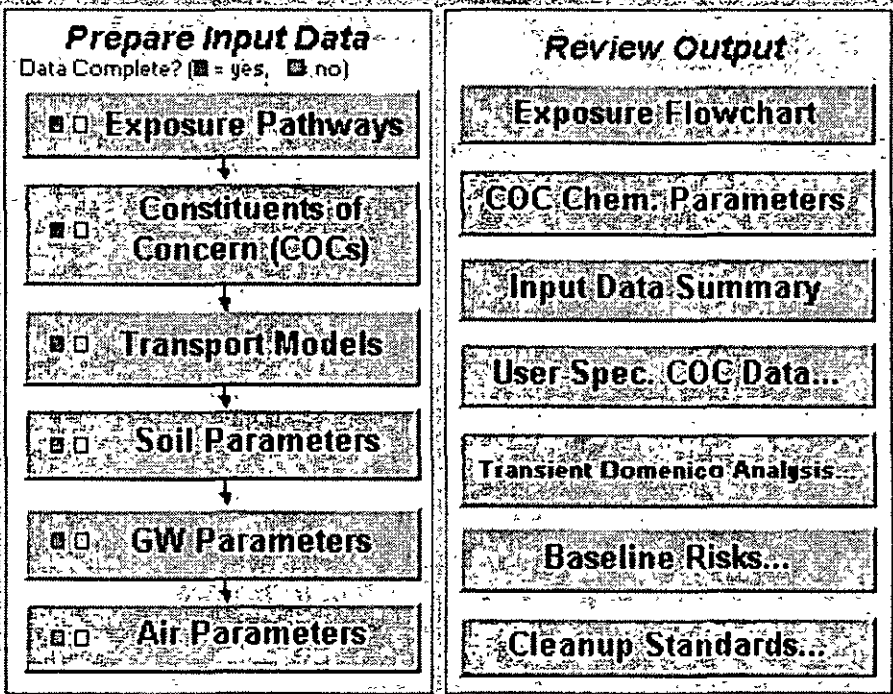 Prepare Input Data
Data Complete? (■ = yes, ■ no)
Exposure Pathways
Constituents of
Concern (COCs)
Transport Models
Soil Parameters
GW Parameters
Air Parameters
Review Output
Exposure Flowchart
COC Chem. Parameters
Input Data Summary
User Spec. COC Data...
Transient Domenico Analysis...
Baseline Risks...
Cleanup Standards...